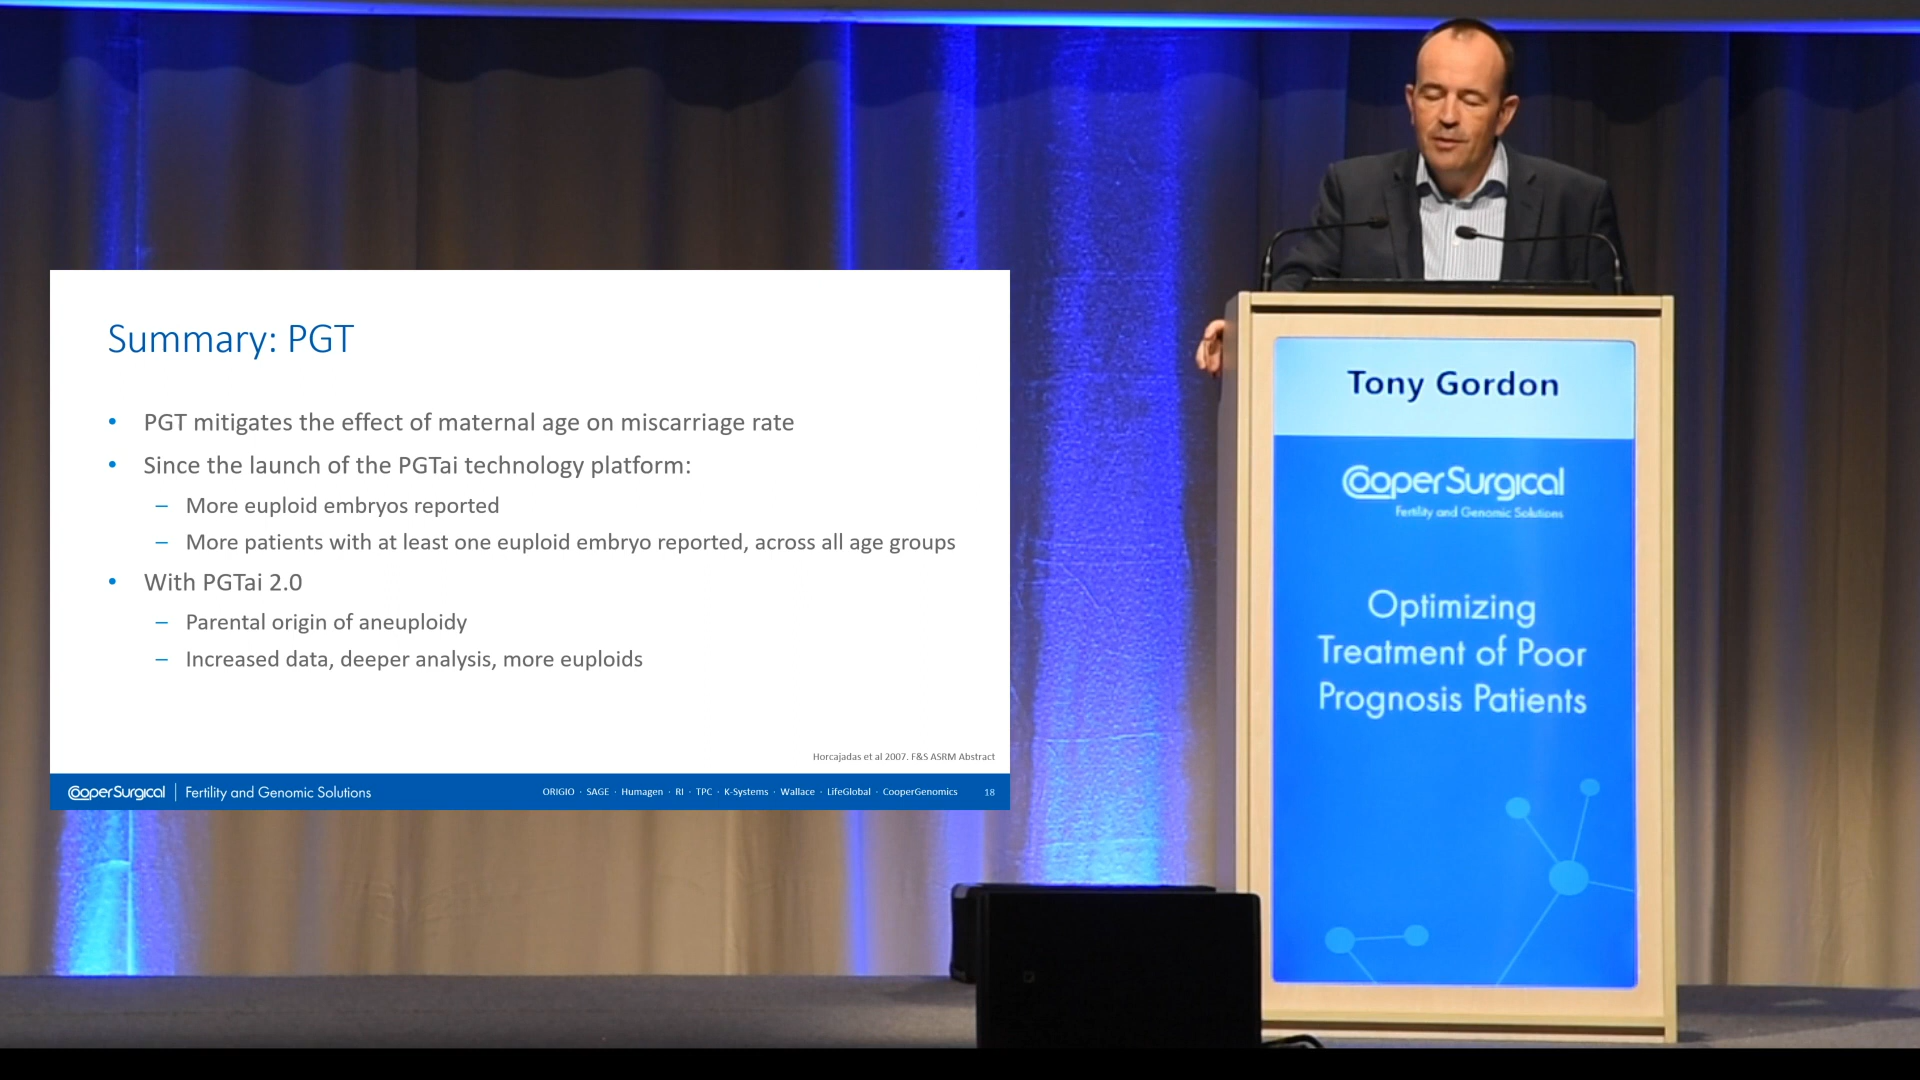 Summary: PGT
• PGT mitigates the effect of maternal age on miscarriage rate
• Since the launch of the PGTai technology platform:
– More euploid embryos reported
– More patients with at least one euploid embryo reported, across all age groups
• With PGTai 2.0
– Parental origin of aneuploidy
– Increased data, deeper analysis, more euploids
Horcajadas et al 2007. F&S ASRM Abstract
CooperSurgical | Fertility and Genomic Solutions
ORIGIO · SAGE · Humagen · RI · TPC · K-Systems · Wallace · LifeGlobal · CooperGenomics 18
Tony Gordon
CooperSurgical
Fertility and Genomic Solutions
Optimizing
Treatment of Poor
Prognosis Patients